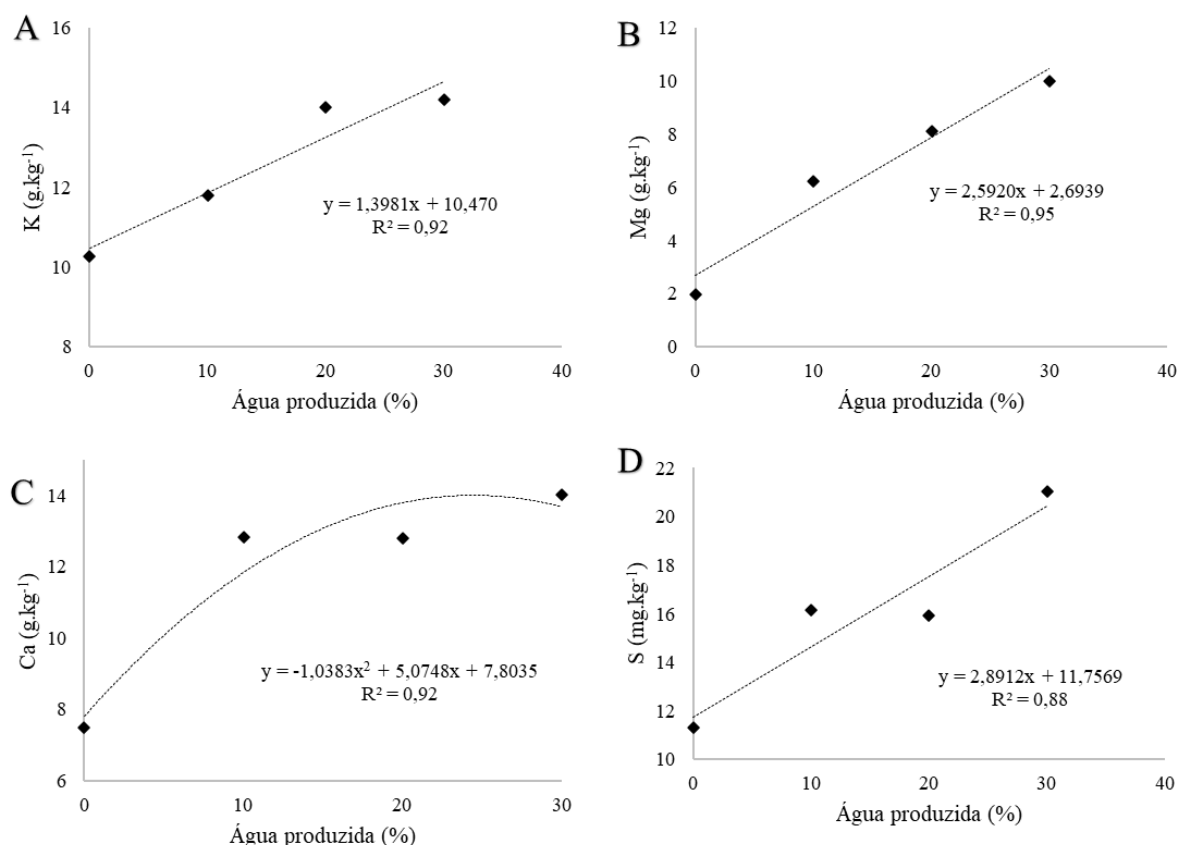 A
K (g.kg⁻¹)
16
14
12
10
8
y = 1,3981x + 10,470
R² = 0,92
0 10 20 30 40
Água produzida (%)
B
Mg (g.kg⁻¹)
12
10
8
6
4
2
0
y = 2,5920x + 2,6939
R² = 0,95
0 10 20 30 40
Água produzida (%)
C
Ca (g.kg⁻¹)
14
12
10
8
6
y = -1,0383x² + 5,0748x + 7,8035
R² = 0,92
0 10 20 30
Água produzida (%)
D
S (mg.kg⁻¹)
22
20
18
16
14
12
10
y = 2,8912x + 11,7569
R² = 0,88
0 10 20 30 40
Água produzida (%)